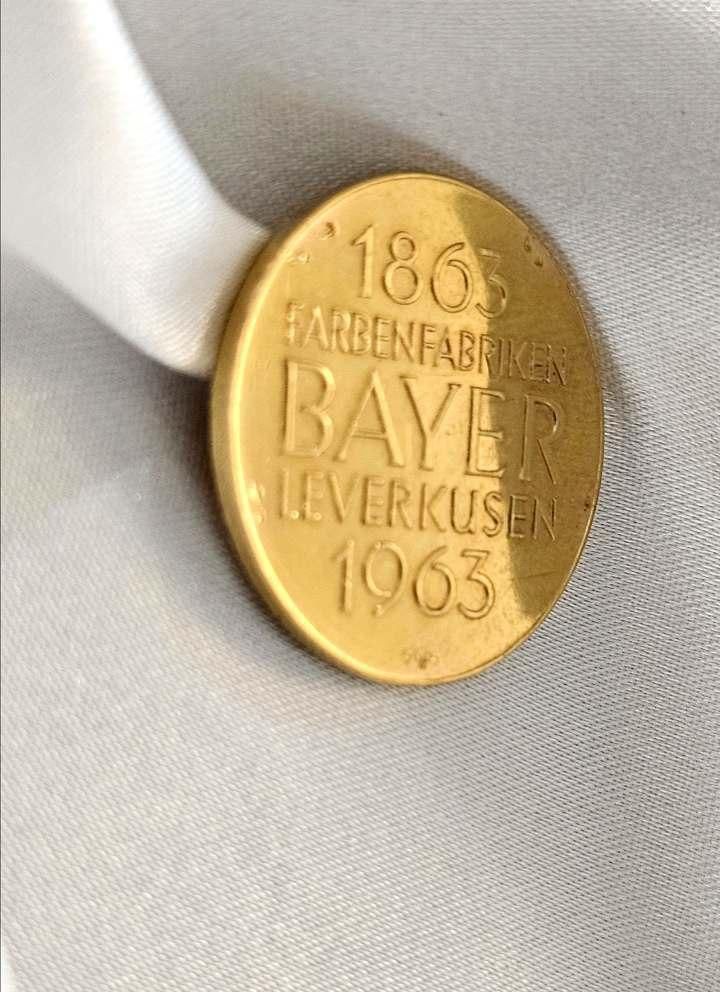 1863
FARBENFABRIKEN
BAYER
LEVERKUSEN
1963